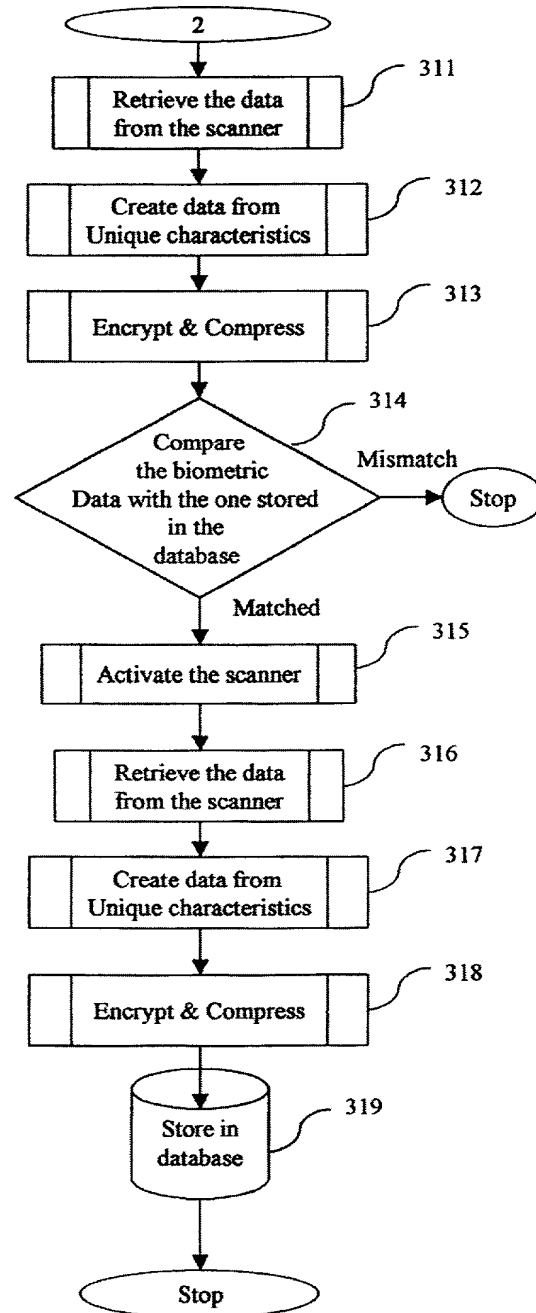 2
311
Retrieve the data
from the scanner
312
Create data from
Unique characteristics
313
Encrypt & Compress
314
Compare
the biometric
Data with the one stored
in the
database
Mismatch
Stop
Matched
315
Activate the scanner
316
Retrieve the data
from the scanner
317
Create data from
Unique characteristics
318
Encrypt & Compress
319
Store in
database
Stop